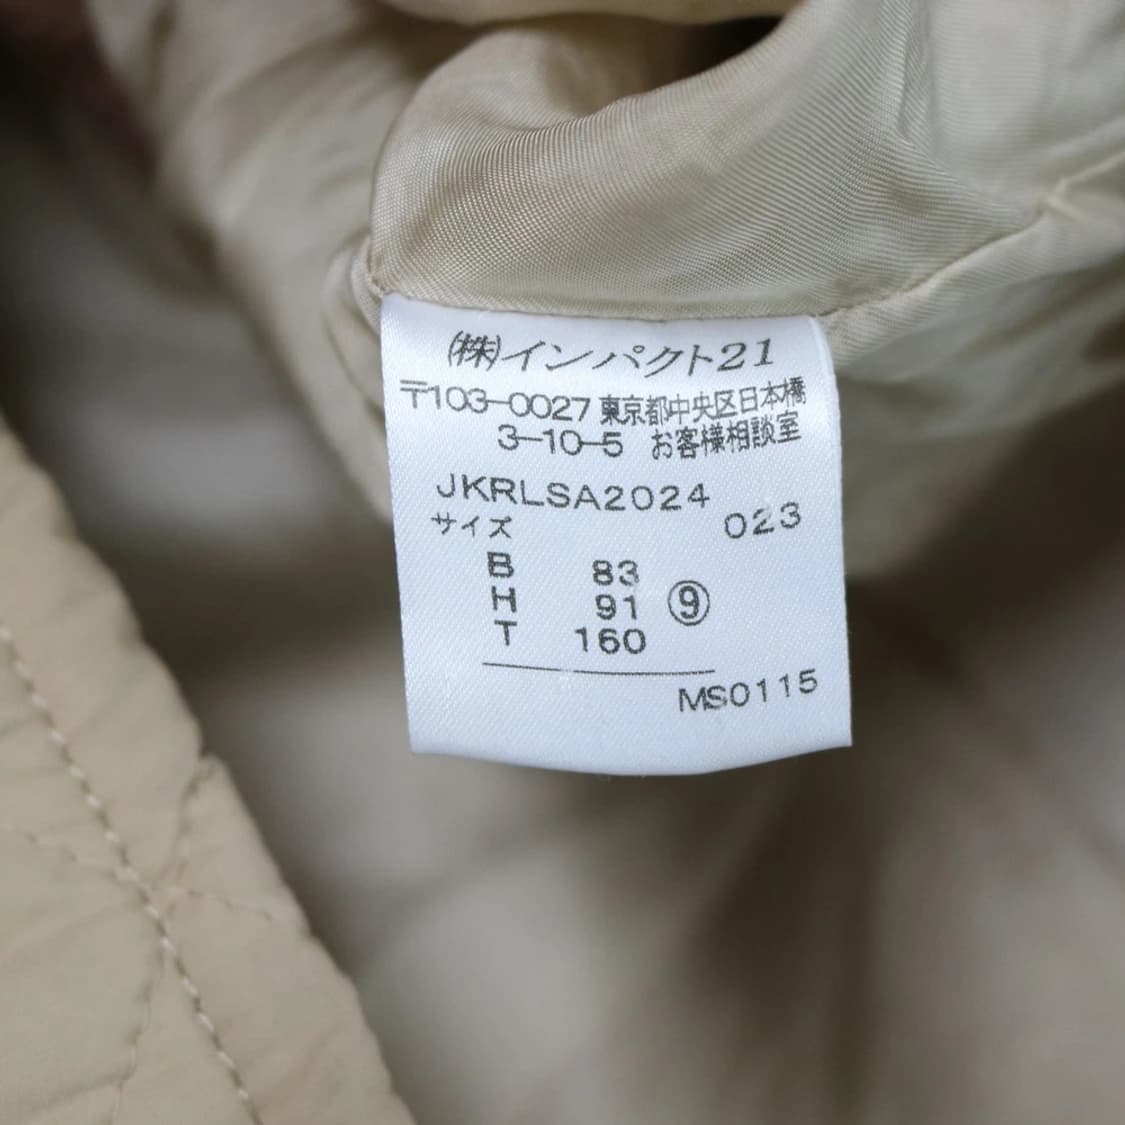 (株)インパクト21
〒103-0027 東京都中央区日本橋
3-10-5 お客様相談室
JKRLSA2024
サイズ 023
B 83
H 91 ⑨
T 160
MS0115